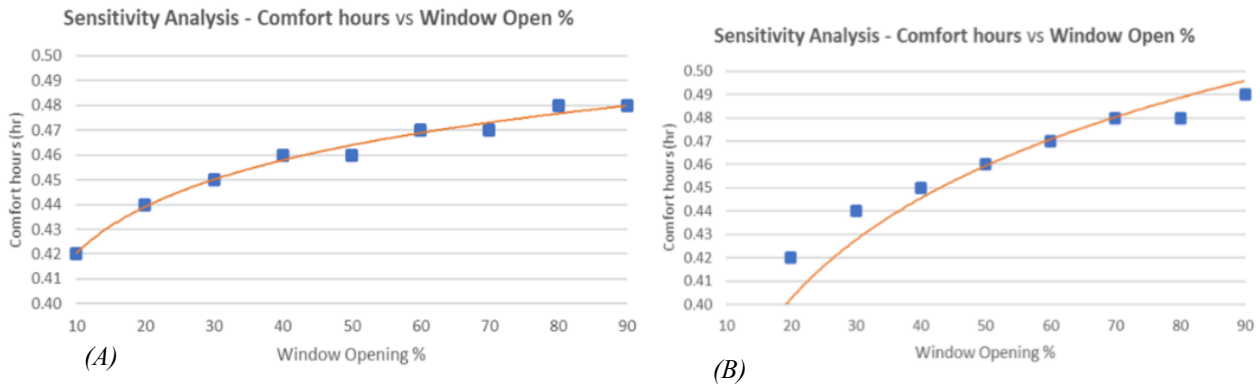 Sensitivity Analysis - Comfort hours vs Window Open %
0.50
0.49
0.48
0.47
0.46
0.45
0.44
0.43
0.42
0.41
0.40
Comfort hours (hr)
10 20 30 40 50 60 70 80 90
Window Opening %
(A)
Sensitivity Analysis - Comfort hours vs Window Open %
0.50
0.49
0.48
0.47
0.46
0.45
0.44
0.43
0.42
0.41
0.40
Comfort hours (hr)
10 20 30 40 50 60 70 80 90
Window Opening %
(B)